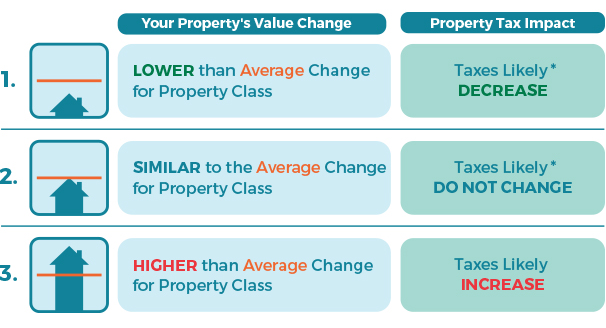 Your Property's Value Change
Property Tax Impact
1.
LOWER than Average Change
for Property Class
Taxes Likely *
DECREASE
2.
SIMILAR to the Average Change
for Property Class
Taxes Likely *
DO NOT CHANGE
3.
HIGHER than Average Change
for Property Class
Taxes Likely
INCREASE